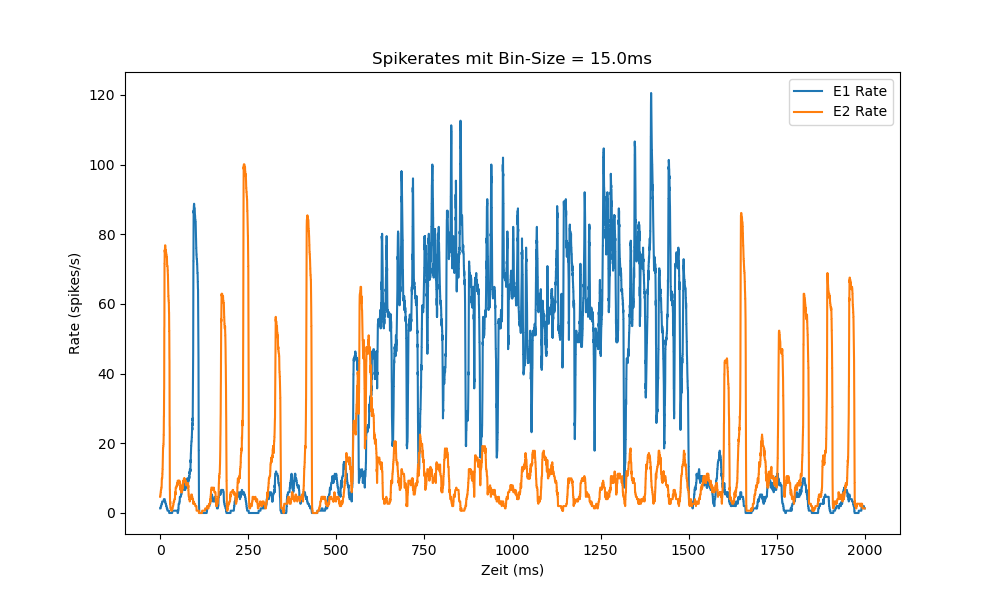 Spikerates mit Bin-Size = 15.0ms
E1 Rate
E2 Rate
Rate (spikes/s)
120
100
80
60
40
20
0
0 250 500 750 1000 1250 1500 1750 2000
Zeit (ms)